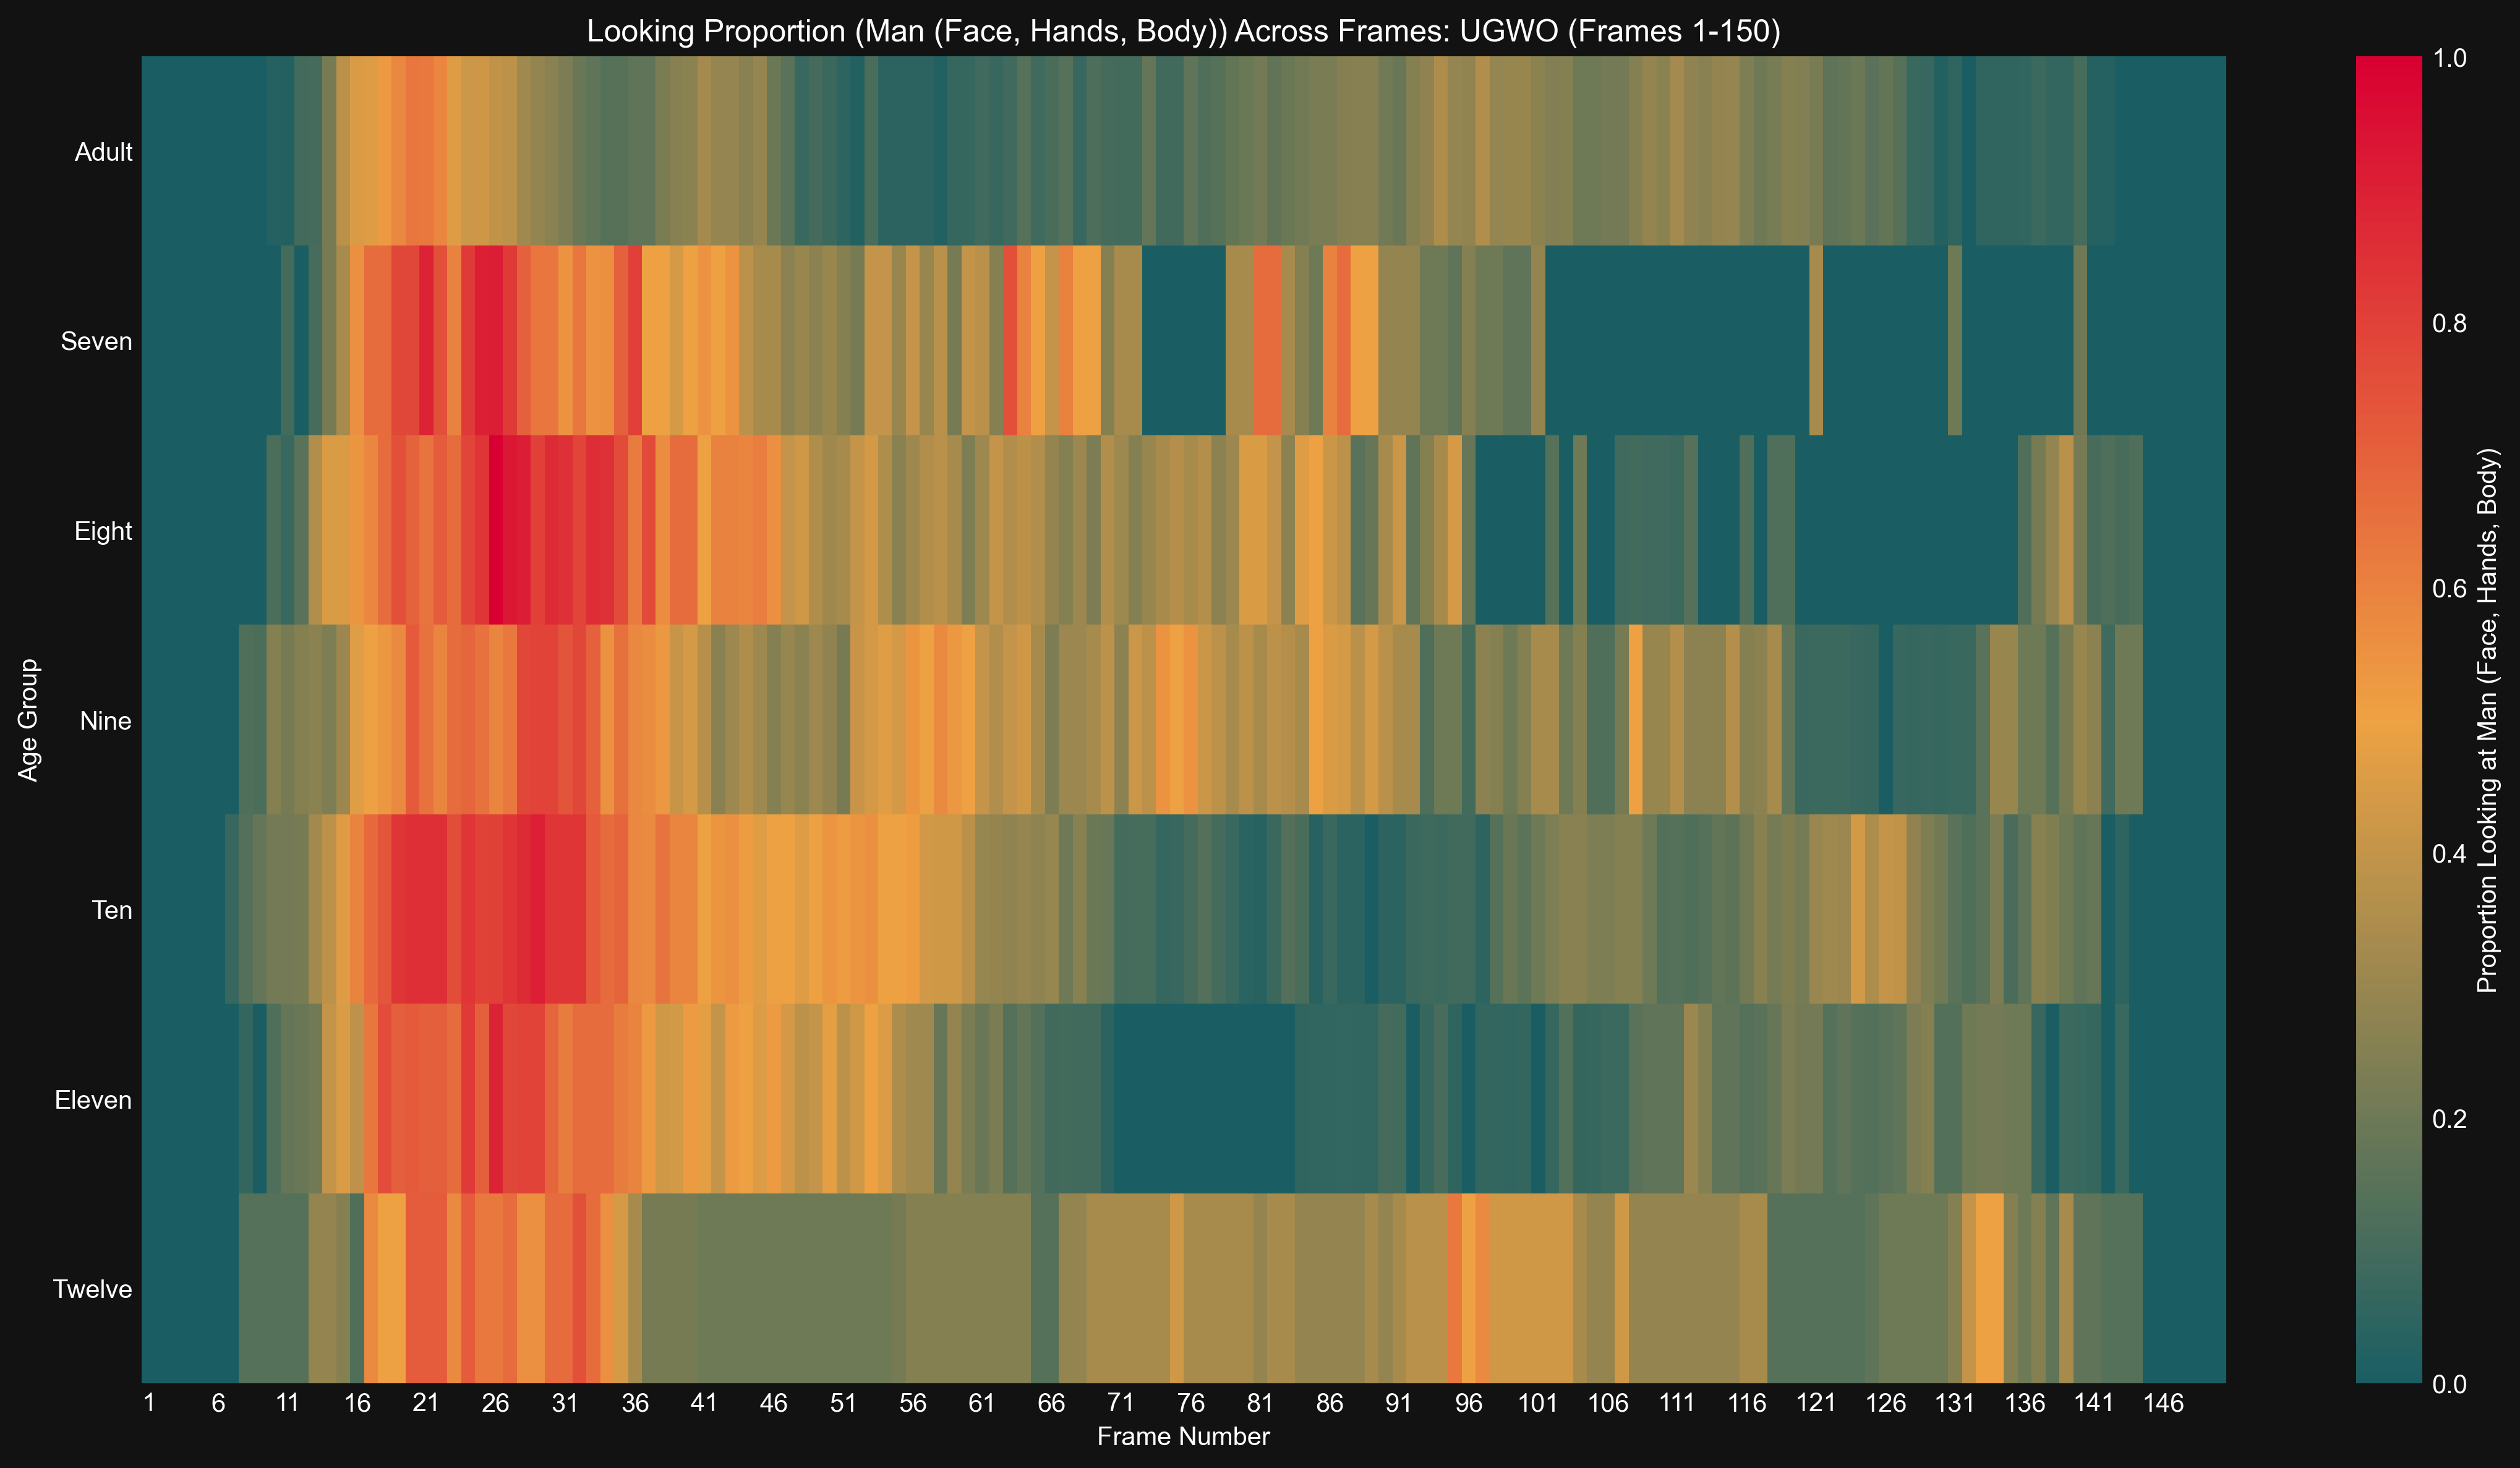 Looking Proportion (Man (Face, Hands, Body)) Across Frames: UGWO (Frames 1-150)
Age Group
Adult
Seven
Eight
Nine
Ten
Eleven
Twelve
1 6 11 16 21 26 31 36 41 46 51 56 61 66 71 76 81 86 91 96 101 106 111 116 121 126 131 136 141 146
Frame Number
1.0
0.8
0.6
0.4
0.2
0.0
Proportion Looking at Man (Face, Hands, Body)